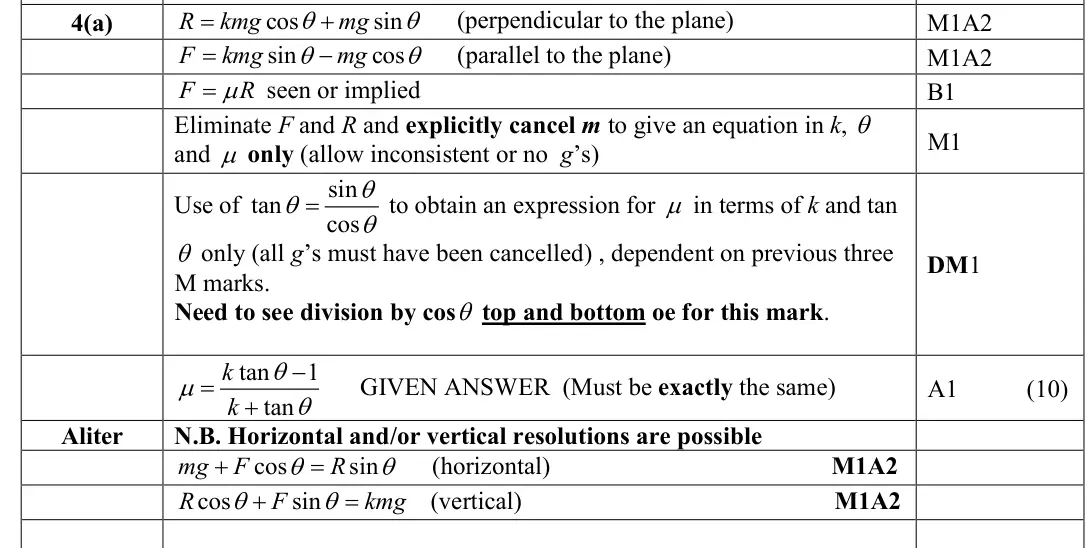 4(a) R = kmg cos θ + mg sin θ (perpendicular to the plane) M1A2
F = kmg sin θ − mg cos θ (parallel to the plane) M1A2
F = μR seen or implied B1
Eliminate F and R and explicitly cancel m to give an equation in k, θ
and μ only (allow inconsistent or no g’s) M1
Use of tan θ = sin θ / cos θ to obtain an expression for μ in terms of k and tan
θ only (all g’s must have been cancelled) , dependent on previous three
M marks.
DM1
Need to see division by cos θ top and bottom oe for this mark.
μ = (k tan θ − 1) / (k + tan θ) GIVEN ANSWER (Must be exactly the same) A1 (10)
Aliter N.B. Horizontal and/or vertical resolutions are possible
mg + F cos θ = R sin θ (horizontal) M1A2
R cos θ + F sin θ = kmg (vertical) M1A2